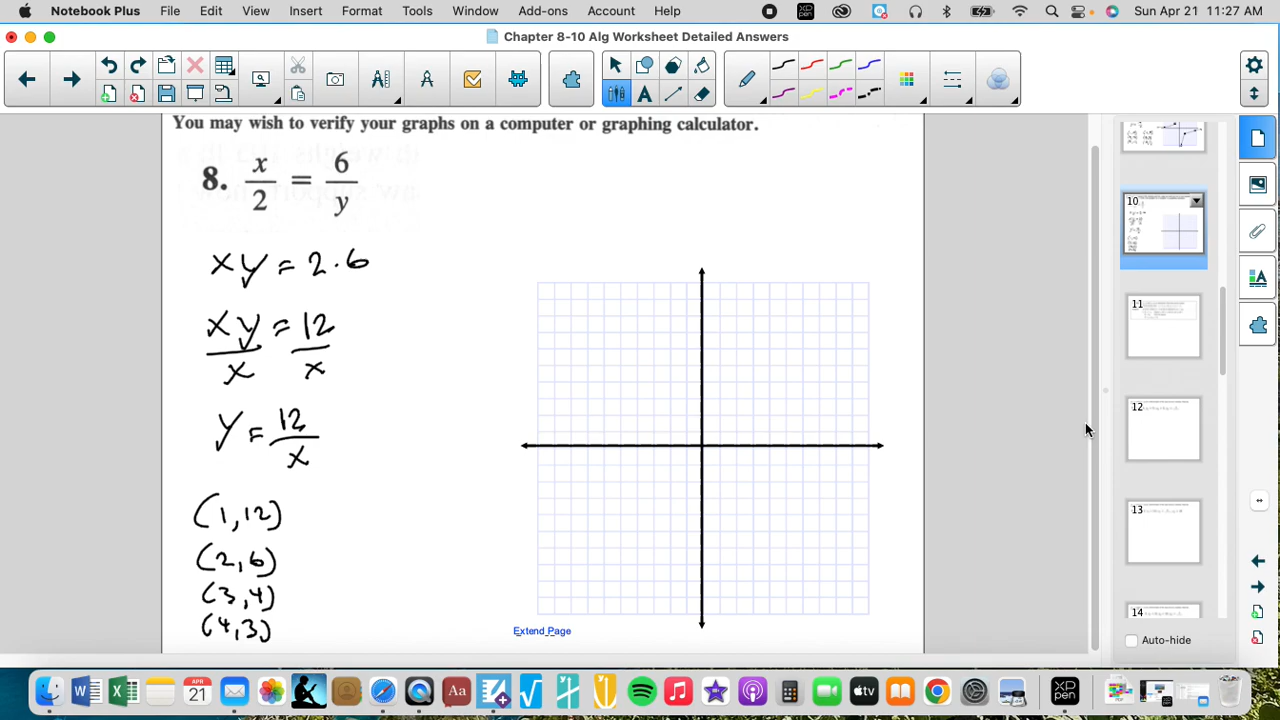 Notebook Plus File Edit View Insert Format Tools Window Add-ons Account Help Sun Apr 21 11:27 AM
Chapter 8-10 Alg Worksheet Detailed Answers
You may wish to verify your graphs on a computer or graphing calculator.
8. x/2 = 6/y
xy = 2·6
xy/x = 12/x
y = 12/x
(1,12)
(2,6)
(3,4)
(4,3)
Extend Page
10
11
12
13
14
Auto-hide
APR
21